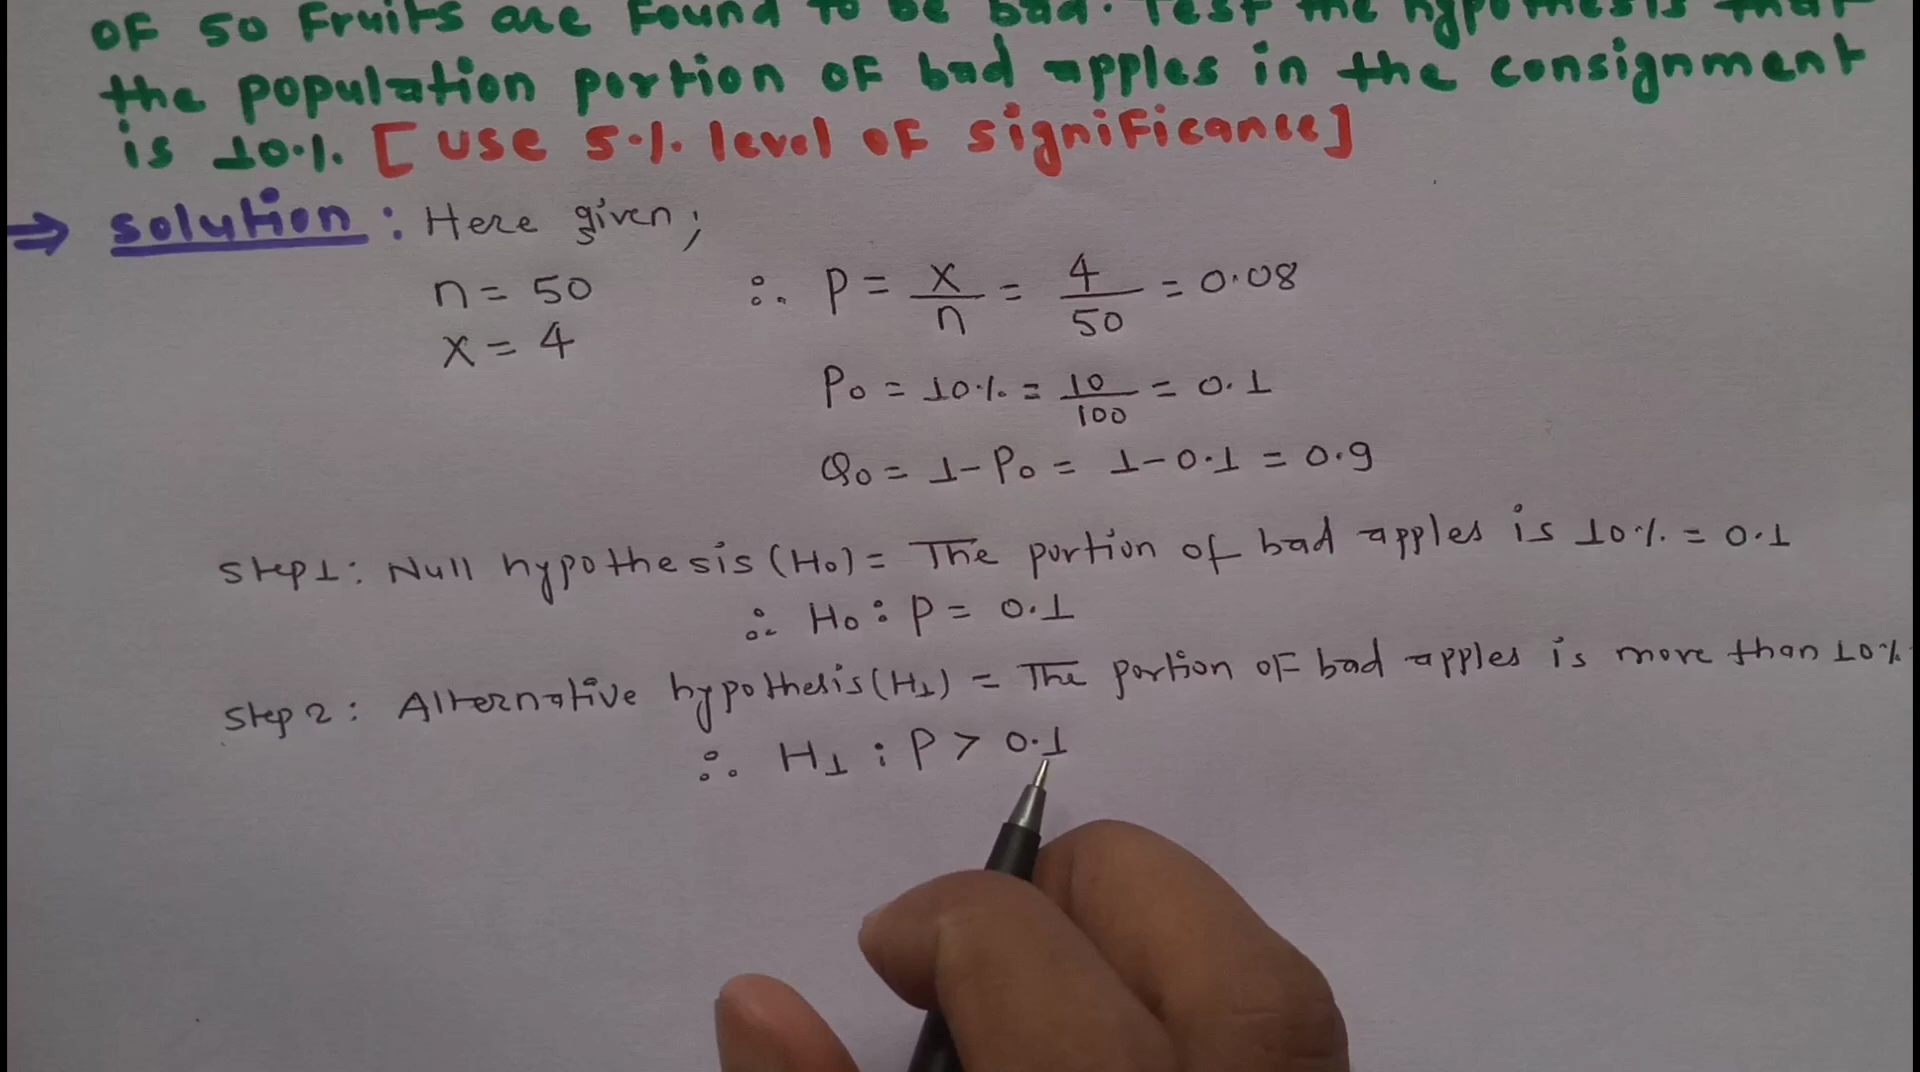 of 50 Fruits are Found to be bad. Test the hypothesis that
the population portion of bad apples in the consignment
is 10%. [use 5% level of significance]
⇒ solution: Here given;
n = 50 ∴ p = x/n = 4/50 = 0.08
x = 4
P₀ = 10% = 10/100 = 0.1
Q₀ = 1 - P₀ = 1 - 0.1 = 0.9
Step 1: Null hypothesis (H₀) = The portion of bad apples is 10% = 0.1
∴ H₀ : P = 0.1
Step 2: Alternative hypothesis (H₁) = The portion of bad apples is more than 10%
∴ H₁ : P > 0.1